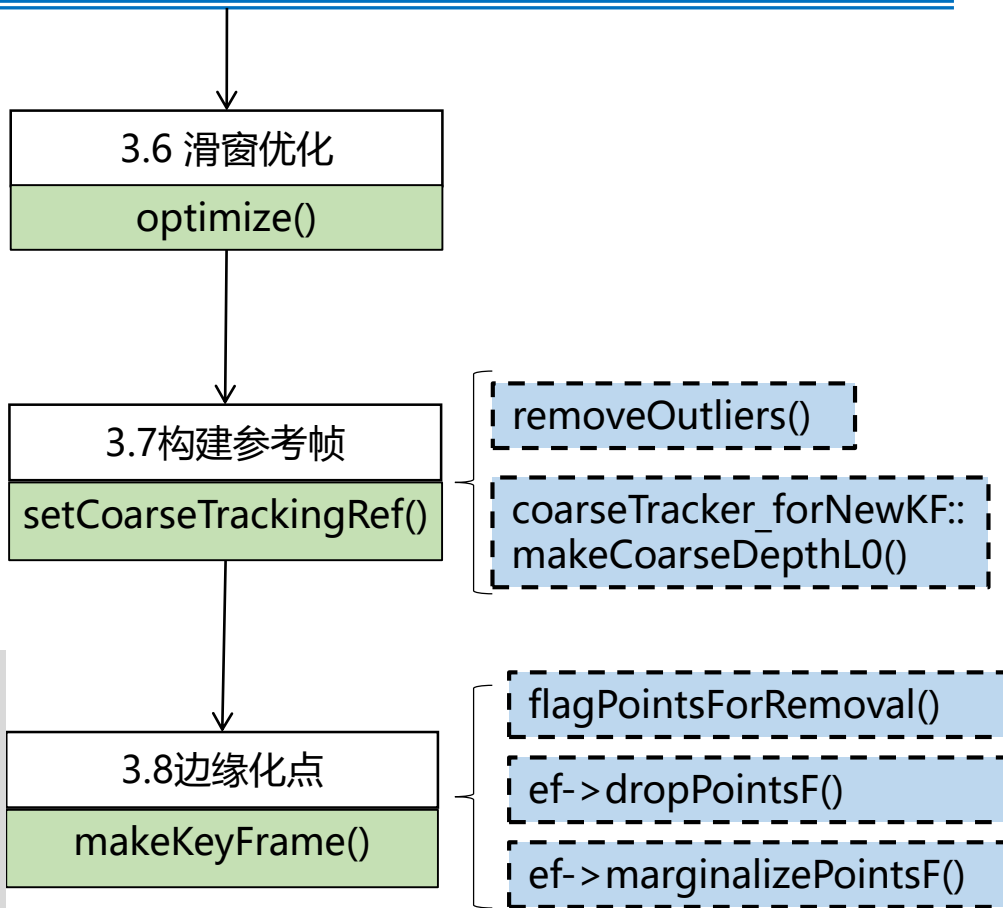 3.6 滑窗优化
optimize()
3.7构建参考帧
setCoarseTrackingRef()
removeOutliers()
coarseTracker_forNewKF::
makeCoarseDepthL0()
3.8边缘化点
makeKeyFrame()
flagPointsForRemoval()
ef->dropPointsF()
ef->marginalizePointsF()